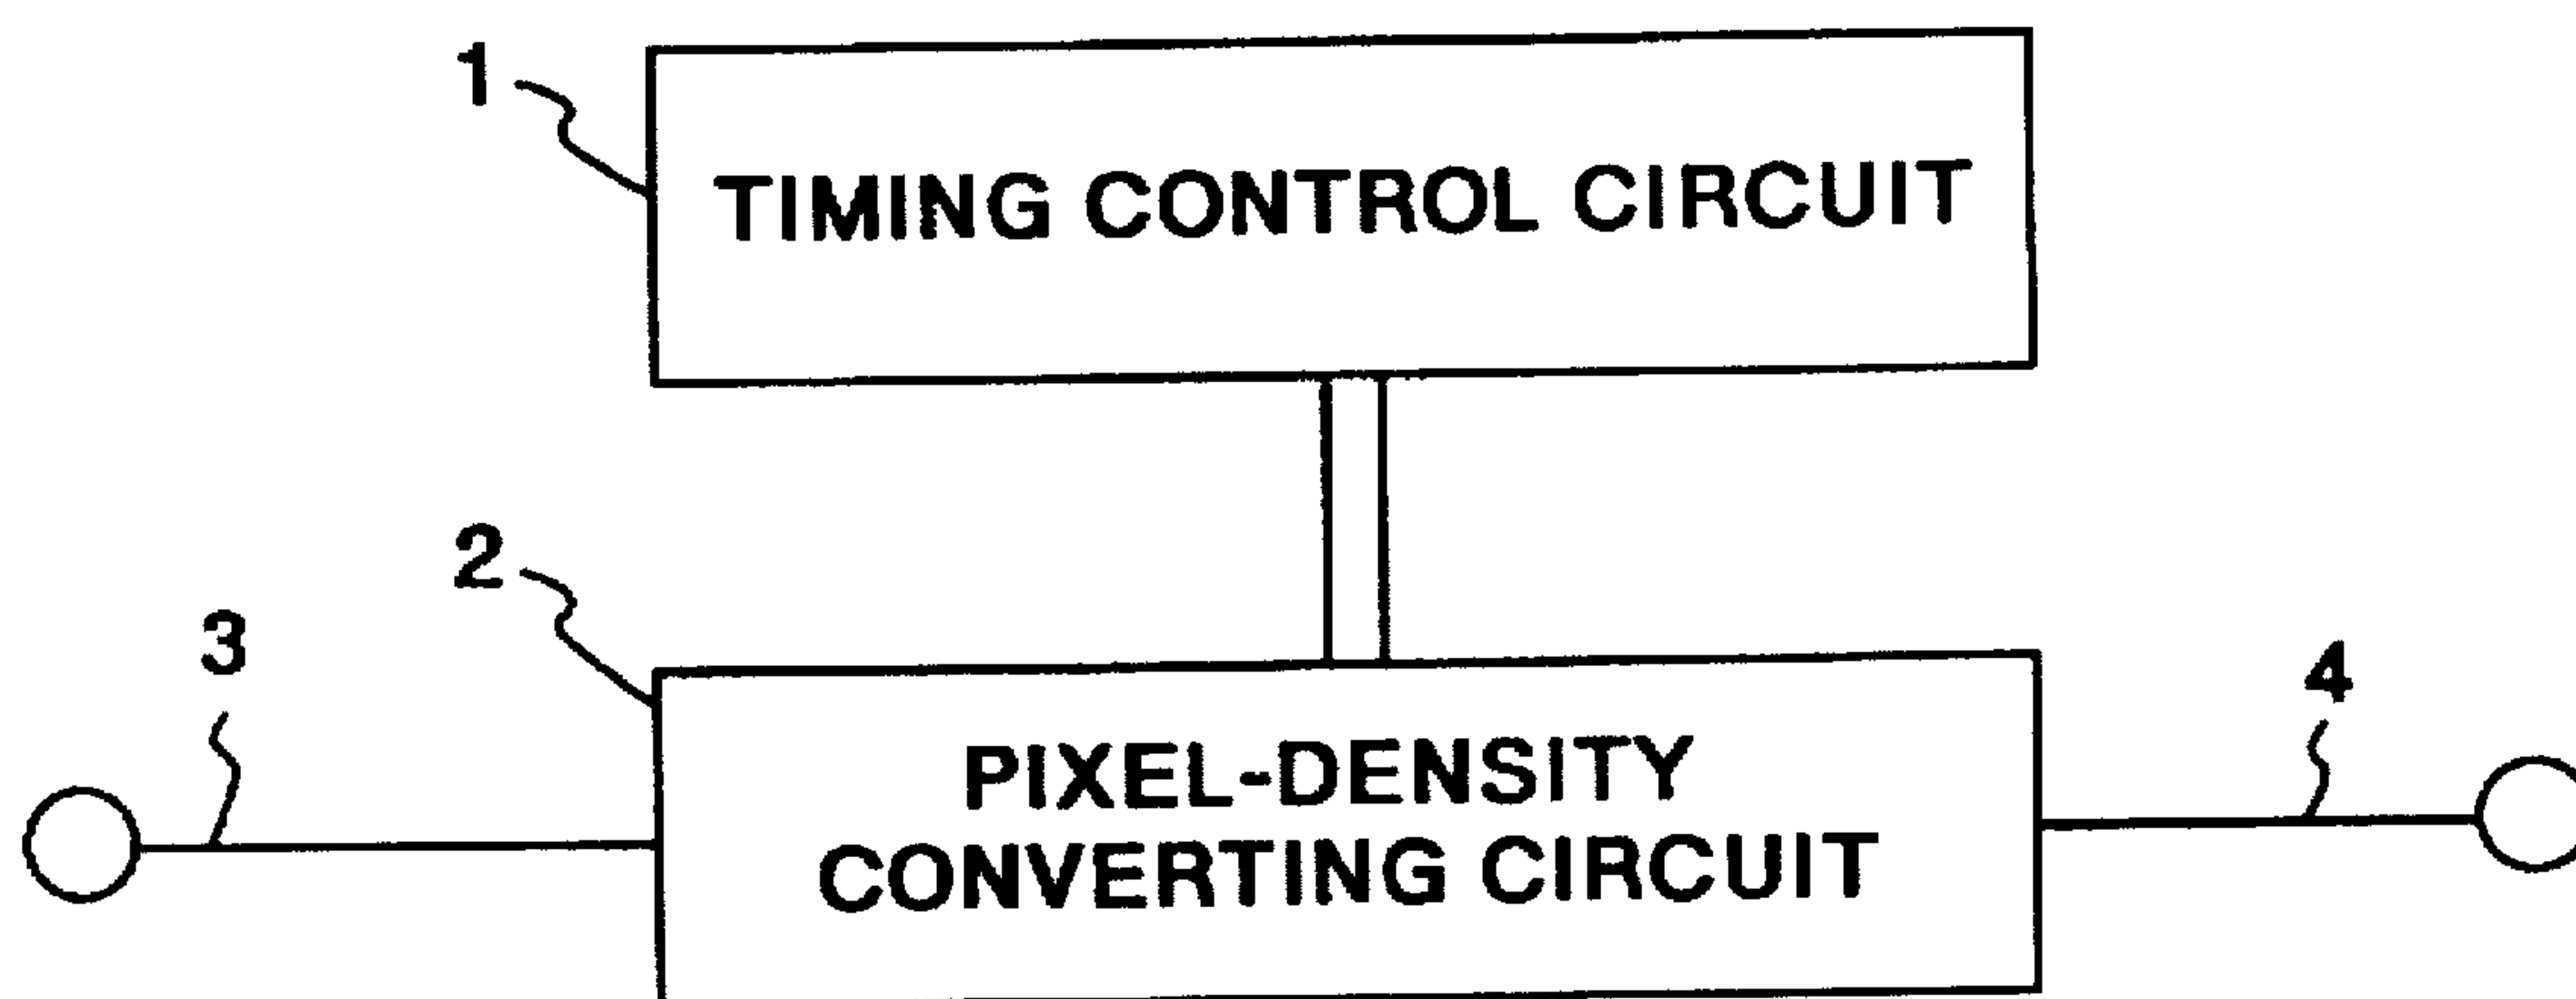 1
TIMING CONTROL CIRCUIT
2
3
4
PIXEL-DENSITY
CONVERTING CIRCUIT